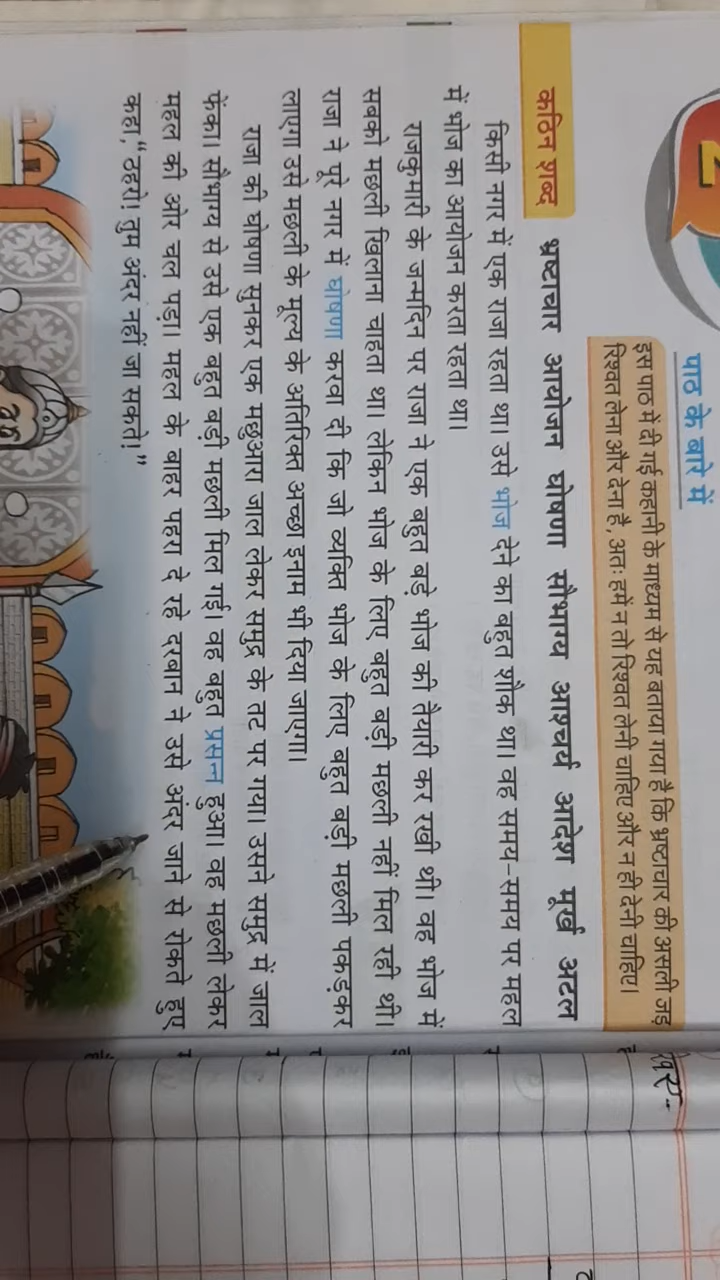 2
पाठ के बारे में
इस पाठ में दी गई कहानी के माध्यम से यह बताया गया है कि भ्रष्टाचार की असली जड़
रिश्वत लेना और देना है, अतः हमें न तो रिश्वत लेनी चाहिए और न ही देनी चाहिए।
कठिन शब्द भ्रष्टाचार आयोजन घोषणा सौभाग्य आश्चर्य आदेश मूर्ख अटल
किसी नगर में एक राजा रहता था। उसे भोज देने का बहुत शौक था। वह समय-समय पर महल
में भोज का आयोजन करता रहता था।
राजकुमारी के जन्मदिन पर राजा ने एक बहुत बड़े भोज की तैयारी कर रखी थी। वह भोज में
सबको मछली खिलाना चाहता था। लेकिन भोज के लिए बहुत बड़ी मछली नहीं मिल रही थी।
राजा ने पूरे नगर में घोषणा करवा दी कि जो व्यक्ति भोज के लिए बहुत बड़ी मछली पकड़कर
लाएगा उसे मछली के मूल्य के अतिरिक्त अच्छा इनाम भी दिया जाएगा।
राजा की घोषणा सुनकर एक मछुआरा जाल लेकर समुद्र के तट पर गया। उसने समुद्र में जाल
फेंका। सौभाग्य से उसे एक बहुत बड़ी मछली मिल गई। वह बहुत प्रसन्न हुआ। वह मछली लेकर
महल की ओर चल पड़ा। महल के बाहर पहरा दे रहे दरबान ने उसे अंदर जाने से रोकते हुए
कहा, "ठहरो! तुम अंदर नहीं जा सकते।"